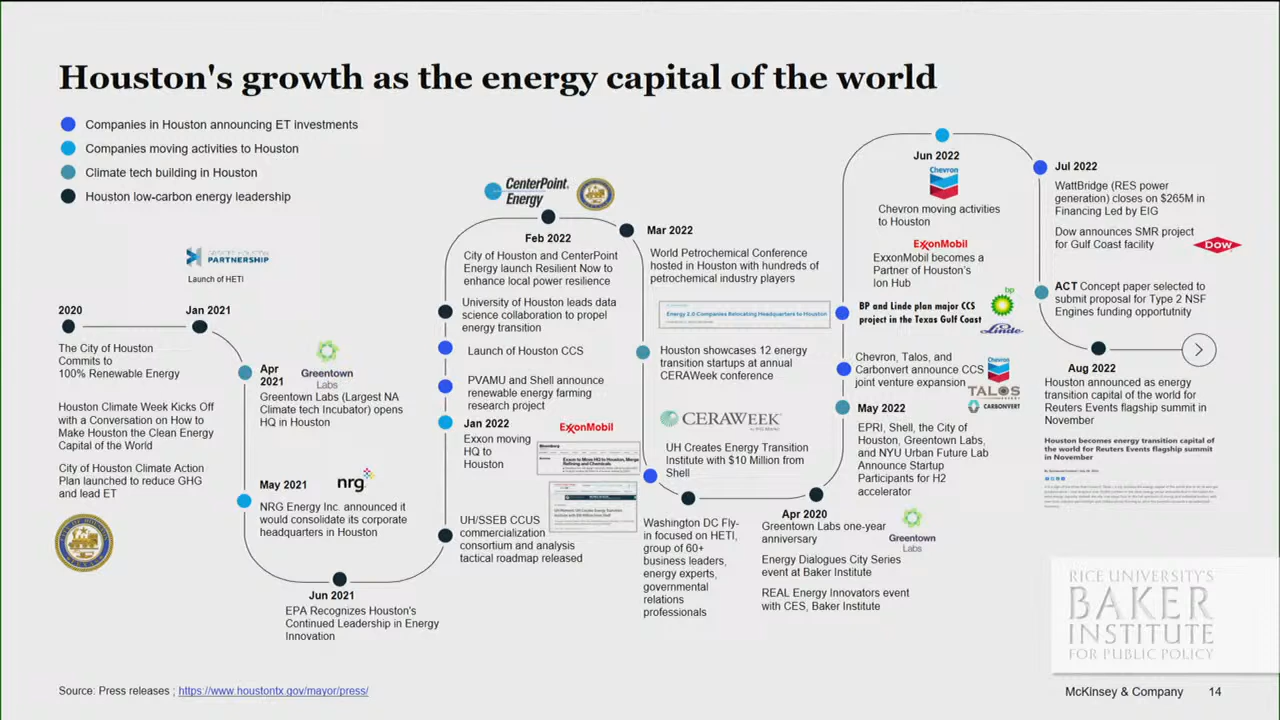 Houston's growth as the energy capital of the world
Companies in Houston announcing ET investments
Companies moving activities to Houston
Climate tech building in Houston
Houston low-carbon energy leadership
PARTNERSHIP
Launch of HETI
2020
The City of Houston
Commits to
100% Renewable Energy
Houston Climate Week Kicks Off
with a Conversation on How to
Make Houston the Clean Energy
Capital of the World
City of Houston Climate Action
Plan launched to reduce GHG
and lead ET
Jan 2021
Apr
2021
Greentown
Labs
Greentown Labs (Largest NA
Climate tech Incubator) opens
HQ in Houston
May 2021
nrg
NRG Energy Inc. announced it
would consolidate its corporate
headquarters in Houston
Jun 2021
EPA Recognizes Houston's
Continued Leadership in Energy
Innovation
CenterPoint.
Energy
Feb 2022
City of Houston and CenterPoint
Energy launch Resilient Now to
enhance local power resilience
University of Houston leads data
science collaboration to propel
energy transition
Launch of Houston CCS
PVAMU and Shell announce
renewable energy farming
research project
Jan 2022
Exxon moving
HQ to
Houston
ExxonMobil
UH/SSEB CCUS
commercialization
consortium and analysis
tactical roadmap released
Mar 2022
World Petrochemical Conference
hosted in Houston with hundreds of
petrochemical industry players
Energy 2.0 Companies Relocating Headquarters to Houston
Houston showcases 12 energy
transition startups at annual
CERAWeek conference
CERAWEEK
UH Creates Energy Transition
Institute with $10 Million from
Shell
Washington DC Fly-
in focused on HETI,
group of 60+
business leaders,
energy experts,
governmental
relations
professionals
Apr 2020
Greentown Labs one-year
anniversary
Greentown
Labs
Energy Dialogues City Series
event at Baker Institute
REAL Energy Innovators event
with CES, Baker Institute
Jun 2022
Chevron
Chevron moving activities
to Houston
ExxonMobil
ExxonMobil becomes a
Partner of Houston's
Ion Hub
BP and Linde plan major CCS
project in the Texas Gulf Coast
bp
Linde
Chevron, Talos, and
Carbonvert announce CCS
joint venture expansion
Chevron
TALOS
CARBONVERT
May 2022
EPRI, Shell, the City of
Houston, Greentown Labs,
and NYU Urban Future Lab
Announce Startup
Participants for H2
accelerator
Jul 2022
WattBridge (RES power
generation) closes on $265M in
Financing Led by EIG
Dow announces SMR project
for Gulf Coast facility
Dow
ACT Concept paper selected to
submit proposal for Type 2 NSF
Engines funding opportutnity
Aug 2022
Houston announced as energy
transition capital of the world for
Reuters Events flagship summit in
November
Houston becomes energy transition capital of
the world for Reuters Events flagship summit
in November
RICE UNIVERSITY'S
BAKER
INSTITUTE
FOR PUBLIC POLICY
Source: Press releases ; https://www.houstontx.gov/mayor/press/
McKinsey & Company 14